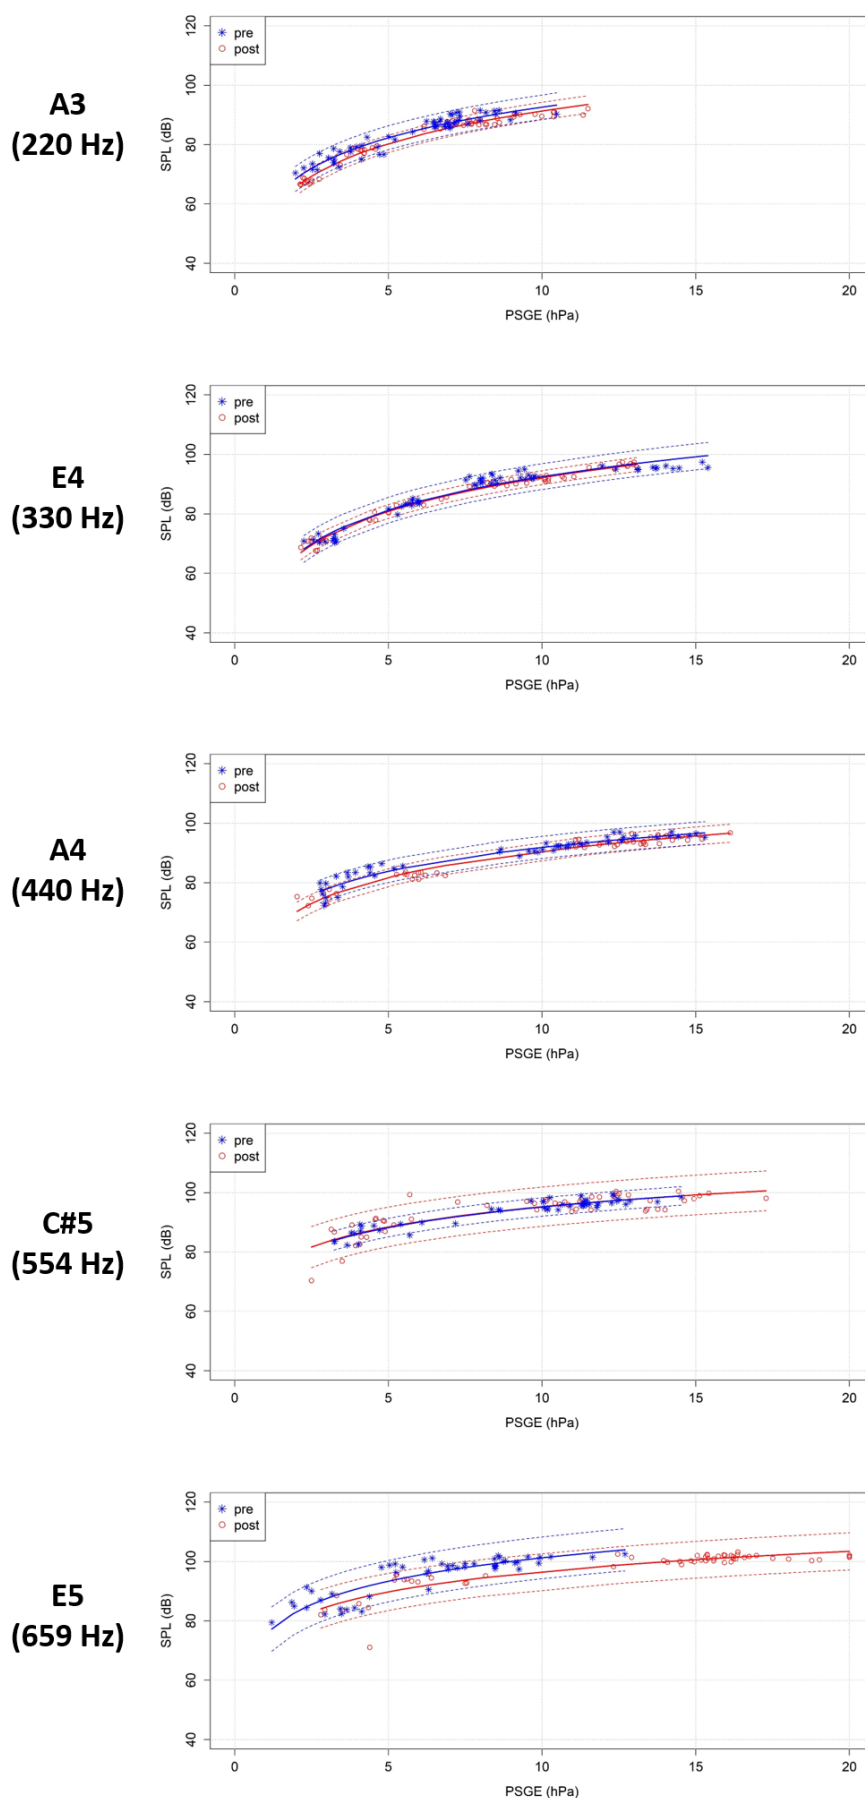 120
pre
post
100
A3
(220 Hz)
SPL (dB)
80
60
40
0 5 10 15 20
PSGE (hPa)
120
pre
post
100
E4
(330 Hz)
SPL (dB)
80
60
40
0 5 10 15 20
PSGE (hPa)
120
pre
post
100
A4
(440 Hz)
SPL (dB)
80
60
40
0 5 10 15 20
PSGE (hPa)
120
pre
post
100
C#5
(554 Hz)
SPL (dB)
80
60
40
0 5 10 15 20
PSGE (hPa)
120
pre
post
100
E5
(659 Hz)
SPL (dB)
80
60
40
0 5 10 15 20
PSGE (hPa)